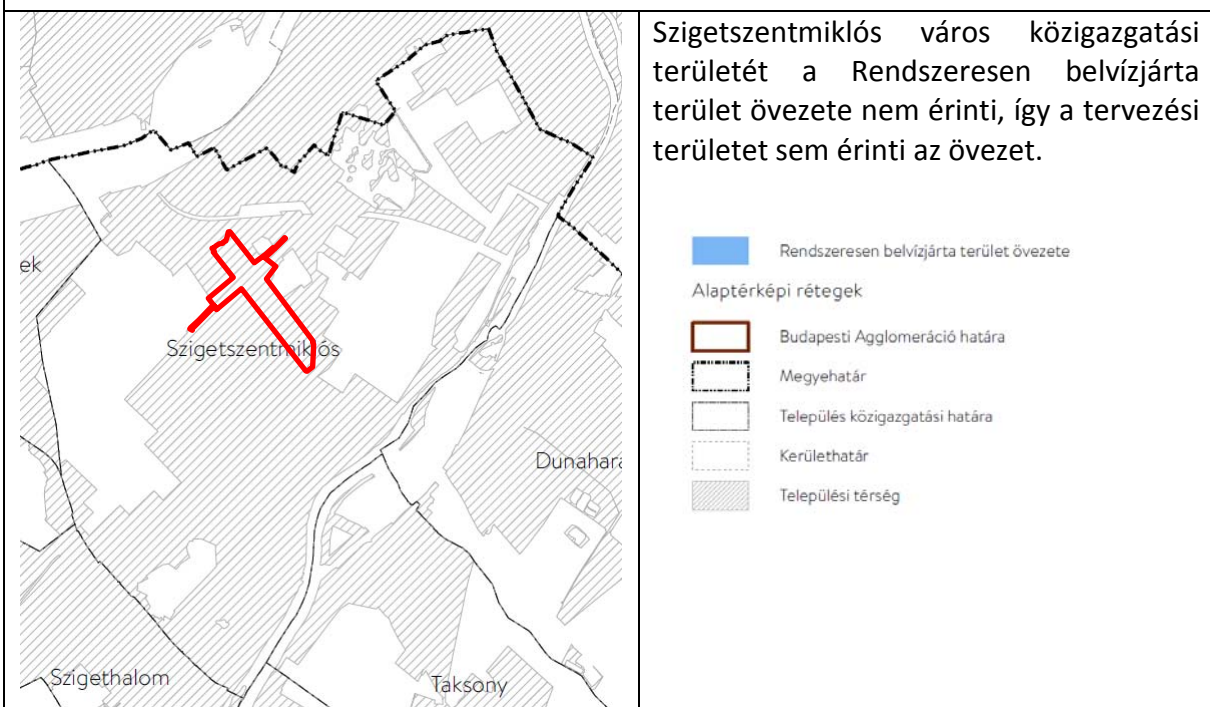 Szigetszentmiklós város közigazgatási
területét a Rendszeresen belvízjárta
terület övezete nem érinti, így a tervezési
területet sem érinti az övezet.
ek
Szigetszentmiklós
Dunahara
Szigethalom
Taksony
Rendszeresen belvízjárta terület övezete
Alaptérképi rétegek
Budapesti Agglomeráció határa
Megyehatár
Település közigazgatási határa
Kerülethatár
Települési térség